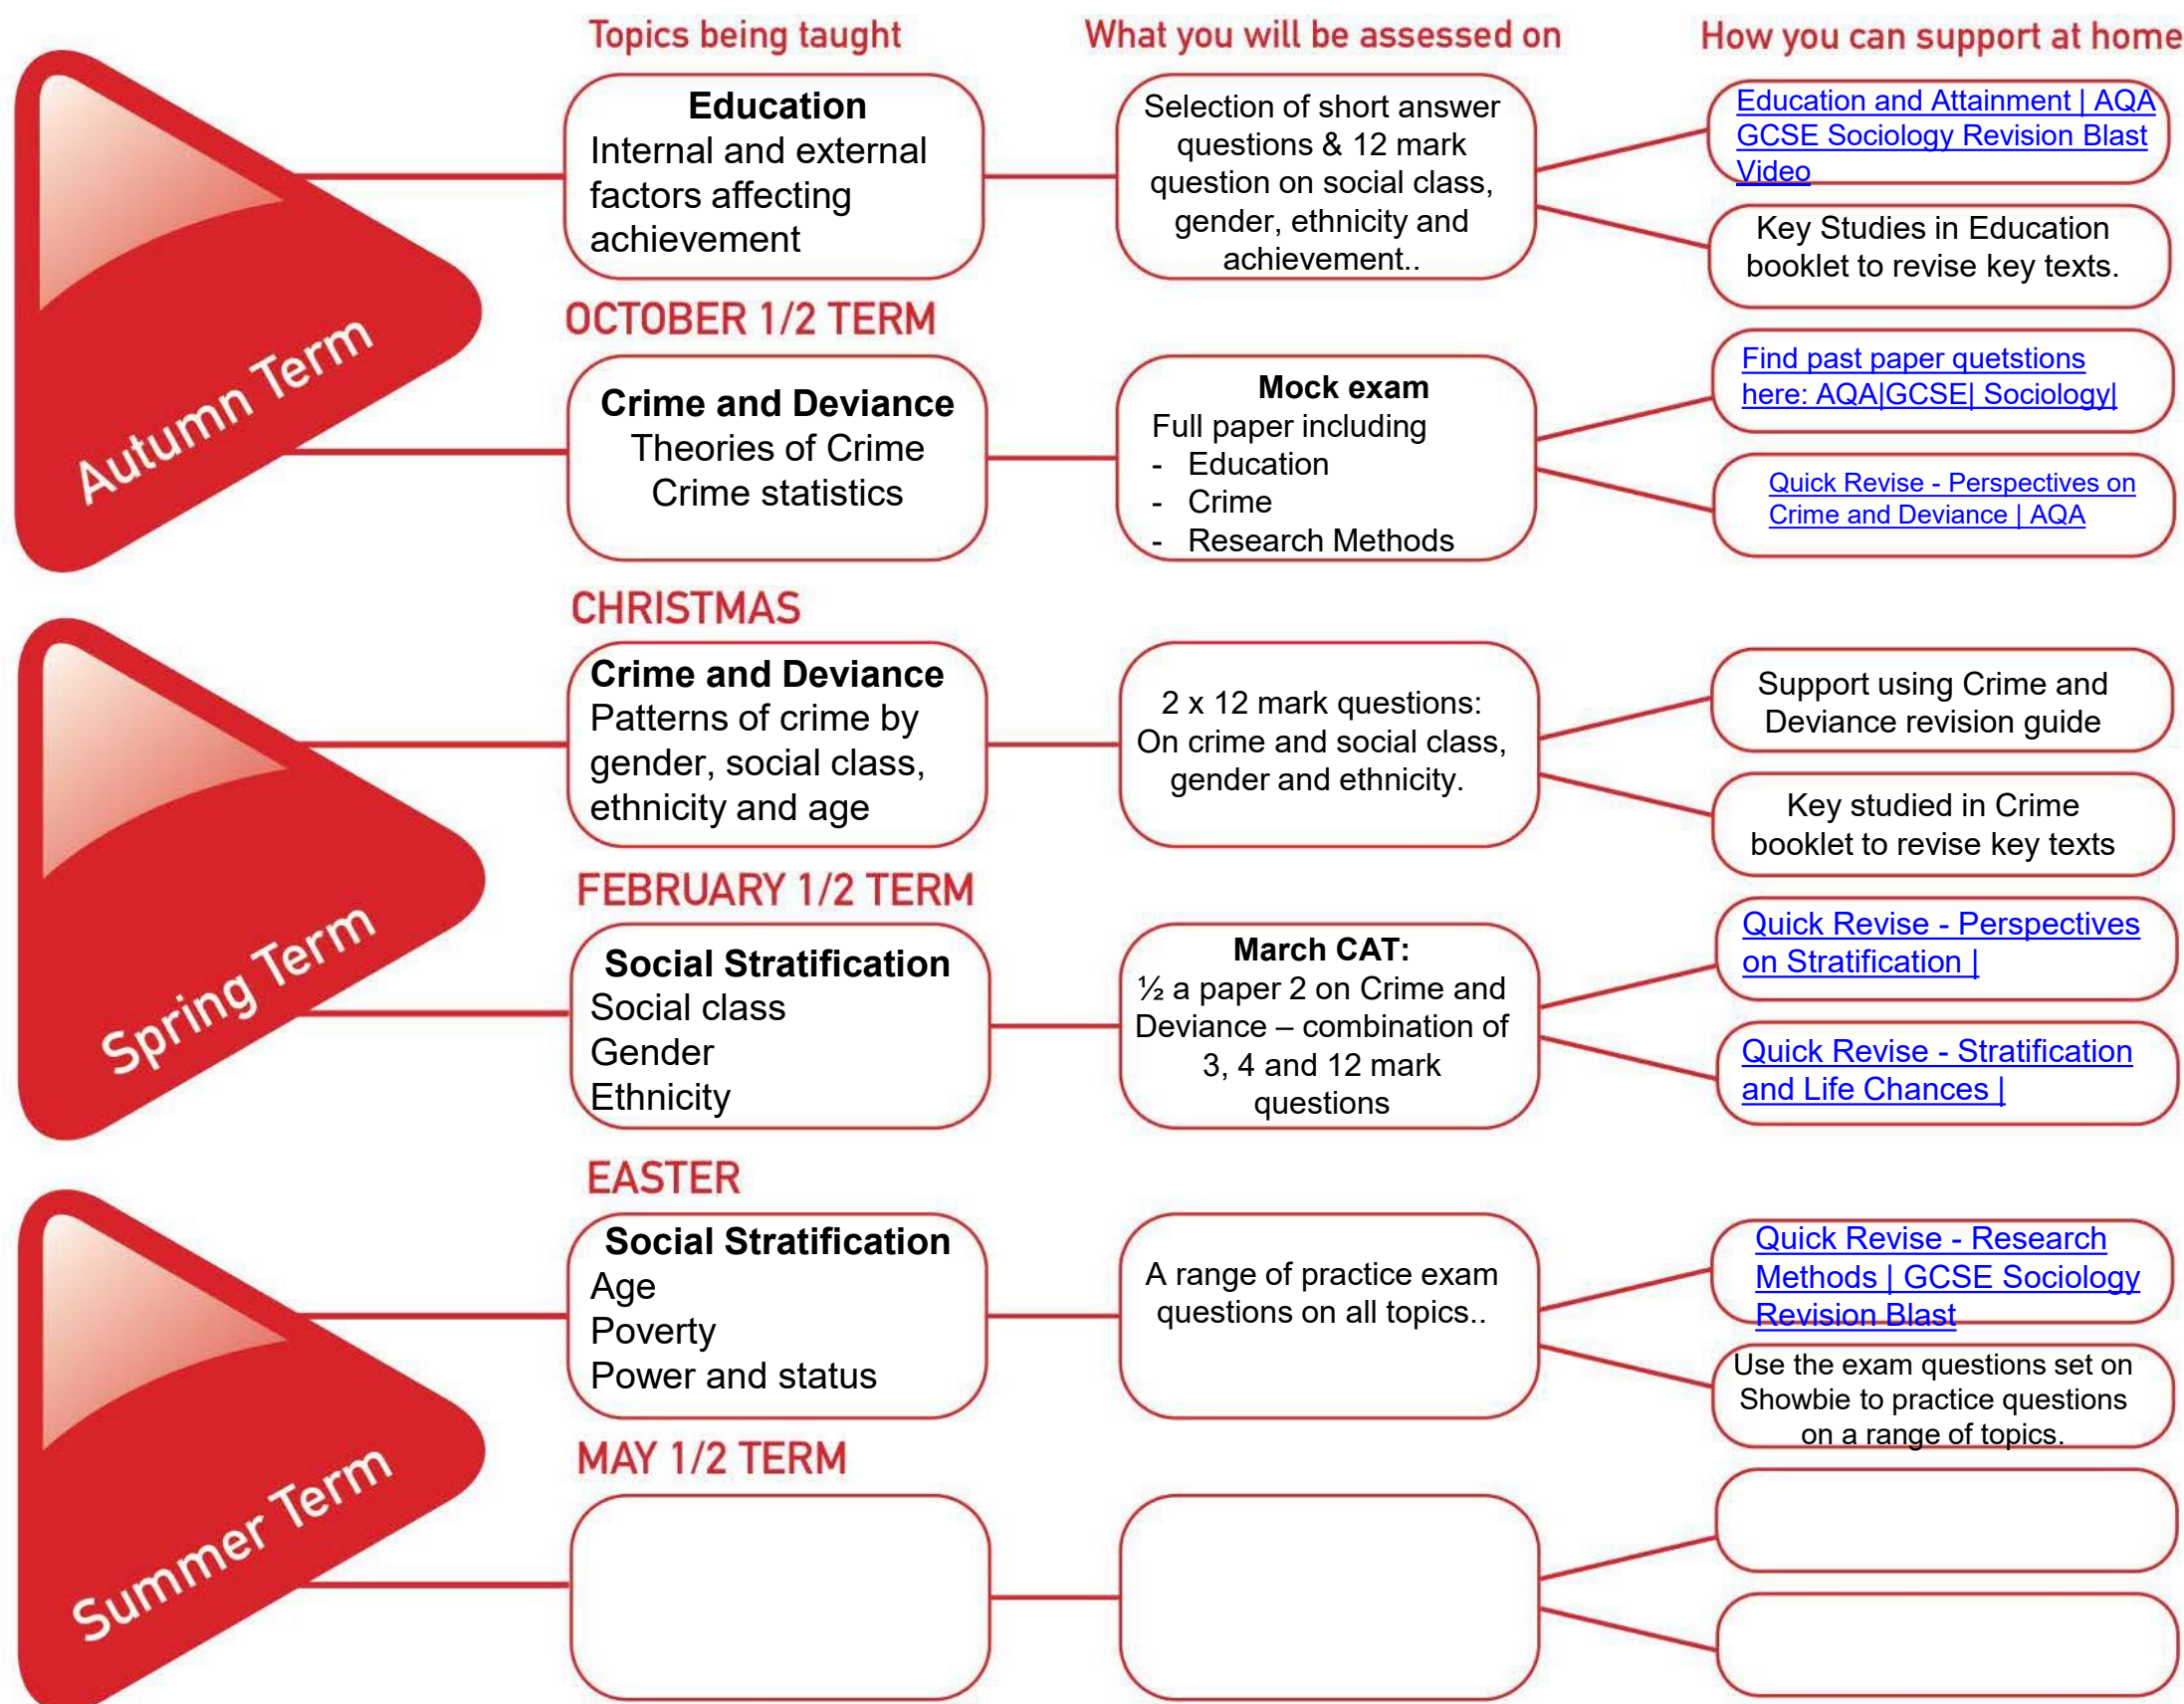 Topics being taught
What you will be assessed on
How you can support at home
Autumn Term
Education
Internal and external
factors affecting
achievement
Selection of short answer
questions & 12 mark
question on social class,
gender, ethnicity and
achievement..
Education and Attainment | AQA
GCSE Sociology Revision Blast
Video
Key Studies in Education
booklet to revise key texts.
OCTOBER 1/2 TERM
Crime and Deviance
Theories of Crime
Crime statistics
Mock exam
Full paper including
- Education
- Crime
- Research Methods
Find past paper quetstions
here: AQA|GCSE| Sociology|
Quick Revise - Perspectives on
Crime and Deviance | AQA
CHRISTMAS
Spring Term
Crime and Deviance
Patterns of crime by
gender, social class,
ethnicity and age
2 x 12 mark questions:
On crime and social class,
gender and ethnicity.
Support using Crime and
Deviance revision guide
Key studied in Crime
booklet to revise key texts
FEBRUARY 1/2 TERM
Social Stratification
Social class
Gender
Ethnicity
March CAT:
½ a paper 2 on Crime and
Deviance – combination of
3, 4 and 12 mark
questions
Quick Revise - Perspectives
on Stratification |
Quick Revise - Stratification
and Life Chances |
EASTER
Summer Term
Social Stratification
Age
Poverty
Power and status
A range of practice exam
questions on all topics..
Quick Revise - Research
Methods | GCSE Sociology
Revision Blast
Use the exam questions set on
Showbie to practice questions
on a range of topics.
MAY 1/2 TERM